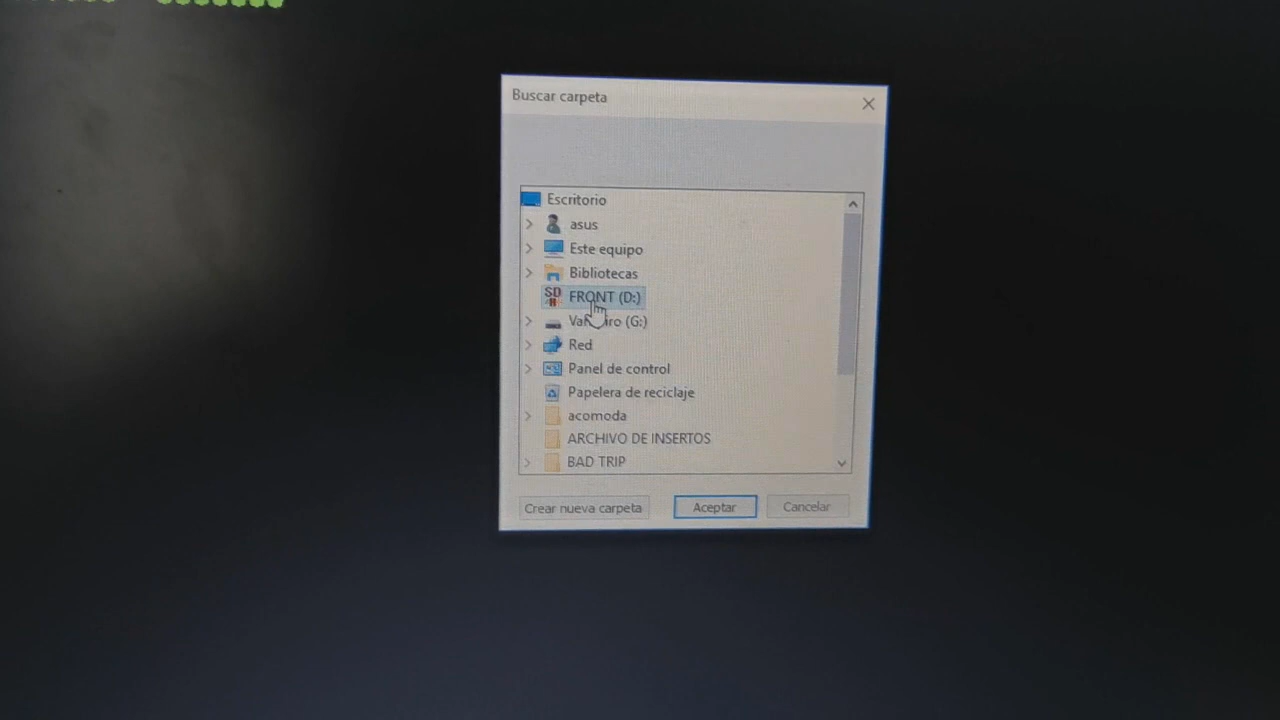 Buscar carpeta
Escritorio
asus
Este equipo
Bibliotecas
FRONT (D:)
(G:)
Red
Panel de control
Papelera de reciclaje
acomoda
ARCHIVO DE INSERTOS
BAD TRIP
Crear nueva carpeta
Aceptar
Cancelar